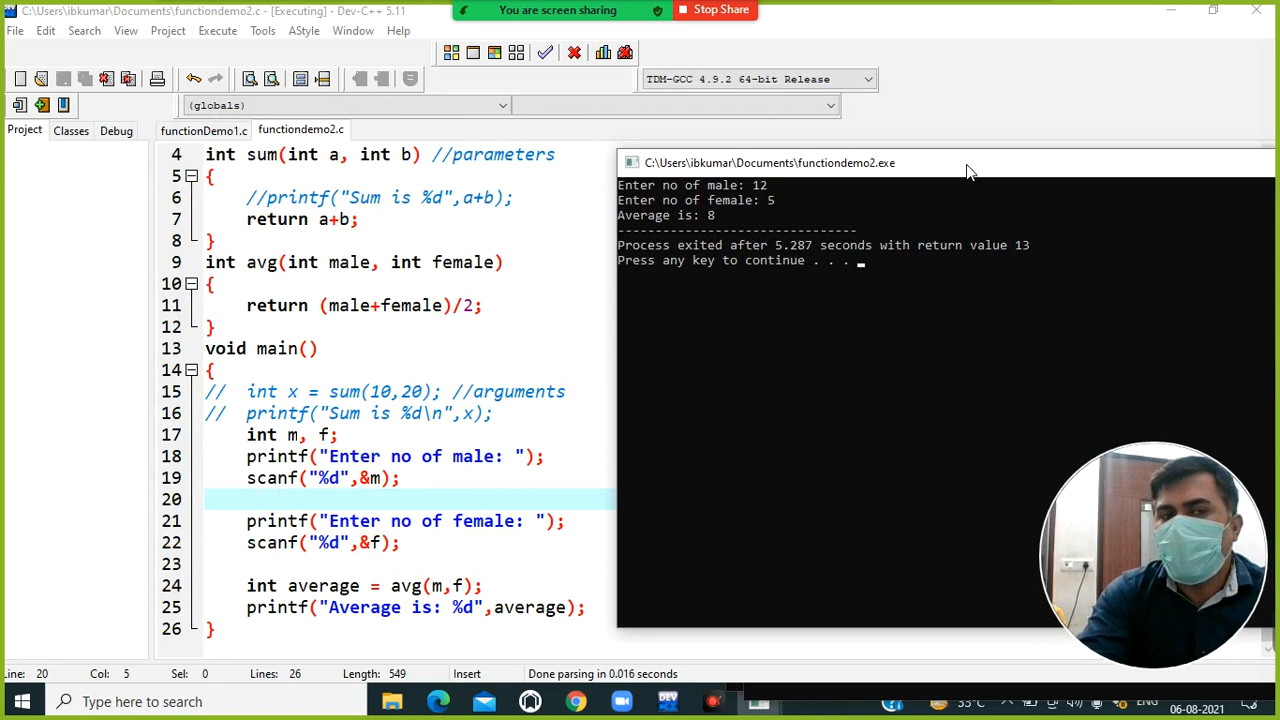 C:\Users\ibkumar\Documents\functiondemo2.c - [Executing] - Dev-C++ 5.11
You are screen sharing
Stop Share
File Edit Search View Project Execute Tools AStyle Window Help
TDM-GCC 4.9.2 64-bit Release
(globals)
Project Classes Debug
functionDemo1.c functiondemo2.c
4 int sum(int a, int b) //parameters
5 {
6 //printf("Sum is %d",a+b);
7 return a+b;
8 }
9 int avg(int male, int female)
10 {
11 return (male+female)/2;
12 }
13 void main()
14 {
15 // int x = sum(10,20); //arguments
16 // printf("Sum is %d\n",x);
17 int m, f;
18 printf("Enter no of male: ");
19 scanf("%d",&m);
20
21 printf("Enter no of female: ");
22 scanf("%d",&f);
23
24 int average = avg(m,f);
25 printf("Average is: %d",average);
26 }
C:\Users\ibkumar\Documents\functiondemo2.exe
Enter no of male: 12
Enter no of female: 5
Average is: 8
--------------------------------
Process exited after 5.287 seconds with return value 13
Press any key to continue . . .
Line: 20 Col: 5 Sel: 0 Lines: 26 Length: 549 Insert Done parsing in 0.016 seconds
Type here to search
DEV
33°C
ENG
06-08-2021